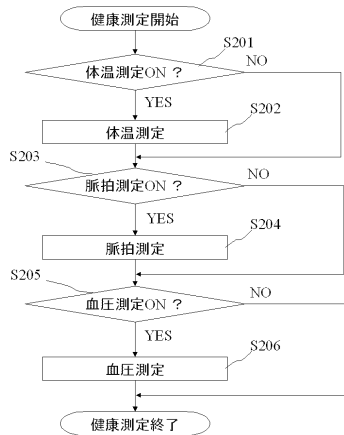 健康測定開始
S201
体温測定ON ?
NO
YES
S202
体温測定
S203
脈拍測定ON ?
NO
YES
S204
脈拍測定
S205
血圧測定ON ?
NO
YES
S206
血圧測定
健康測定終了